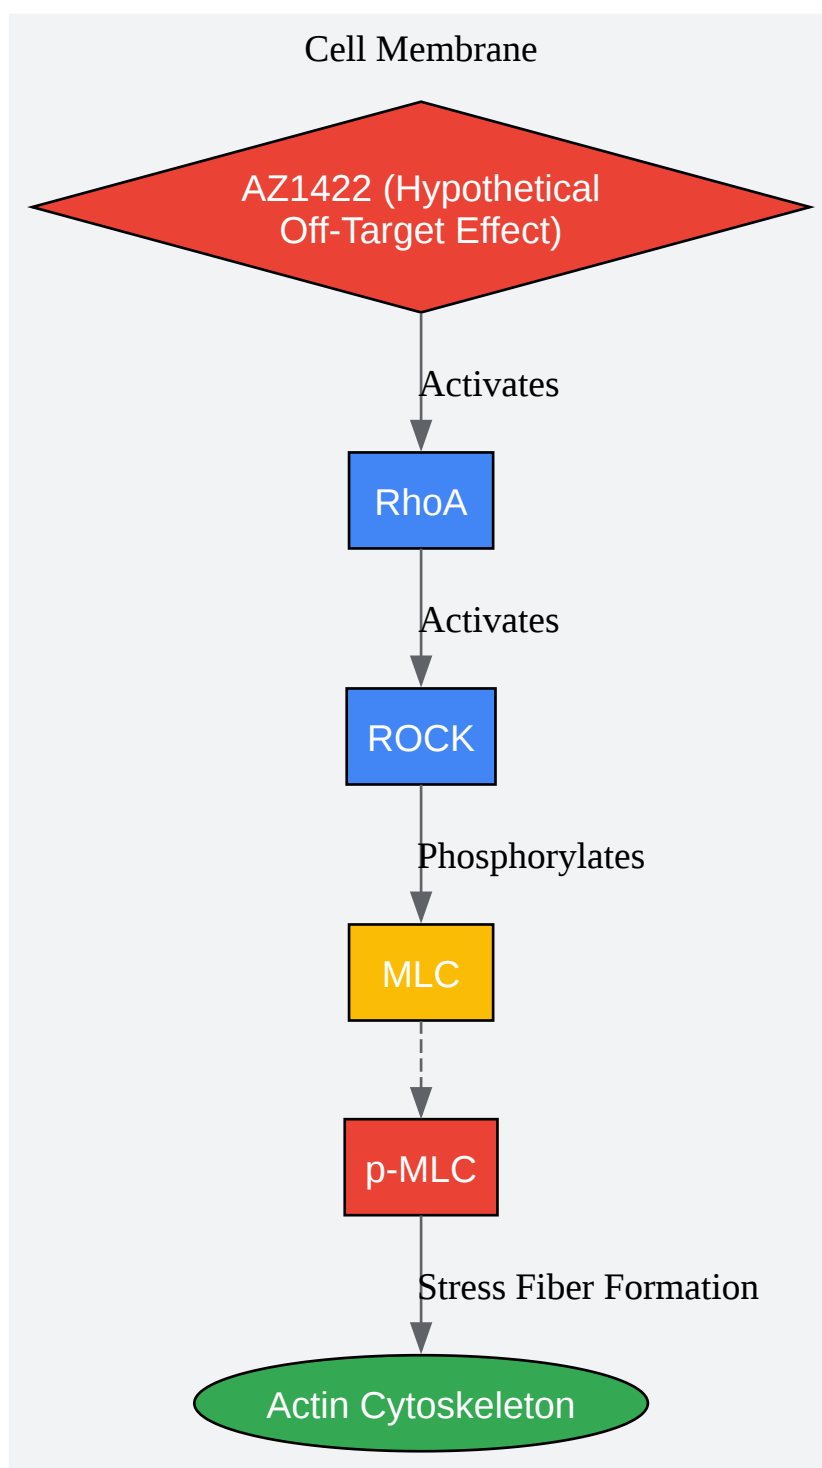 Cell Membrane
AZ1422 (Hypothetical
Off-Target Effect)
Activates
RhoA
Activates
ROCK
Phosphorylates
MLC
p-MLC
Stress Fiber Formation
Actin Cytoskeleton